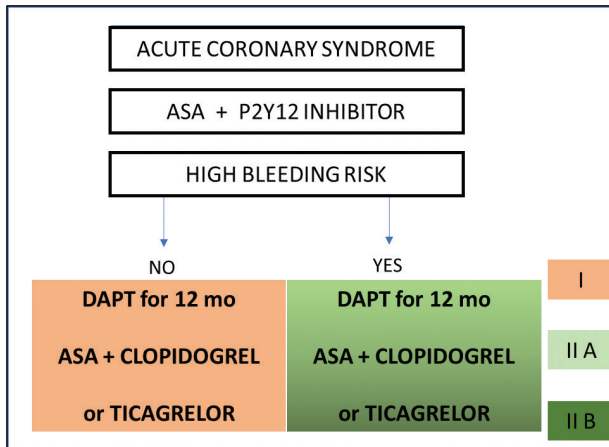 ACUTE CORONARY SYNDROME
ASA + P2Y12 INHIBITOR
HIGH BLEEDING RISK
NO
YES
DAPT for 12 mo
ASA + CLOPIDOGREL
or TICAGRELOR
DAPT for 12 mo
ASA + CLOPIDOGREL
or TICAGRELOR
I
II A
II B